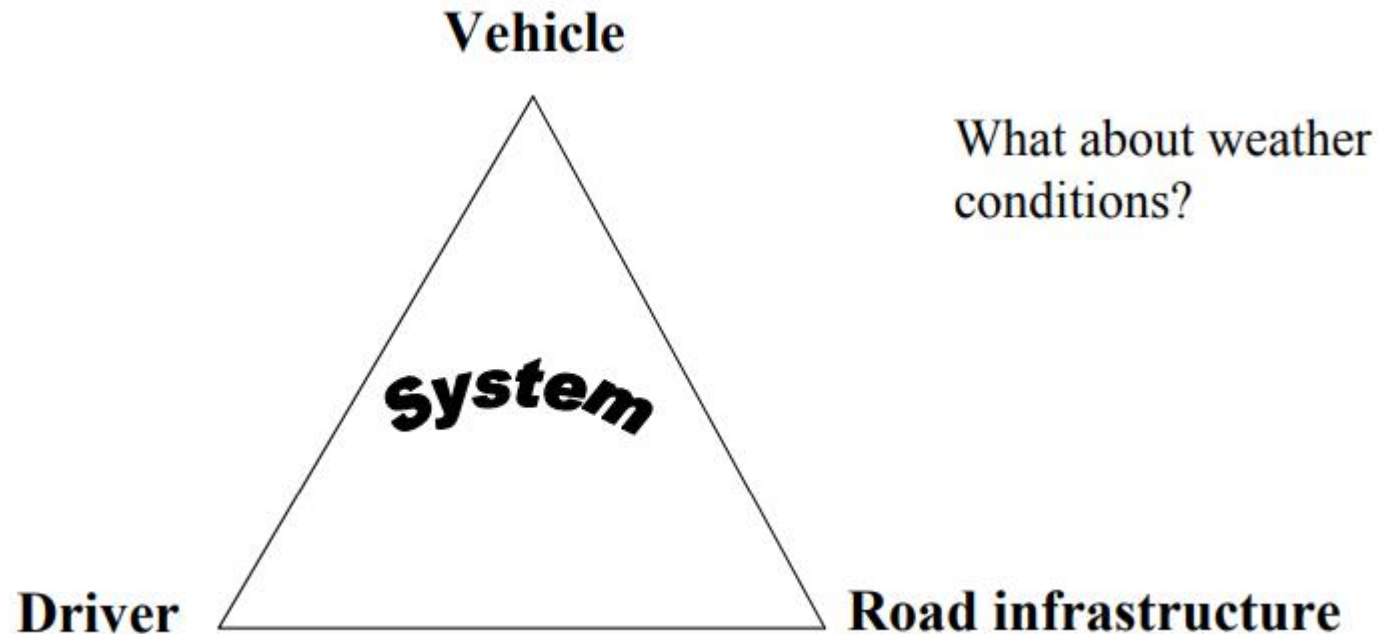 Vehicle
What about weather
conditions?
System
Driver
Road infrastructure